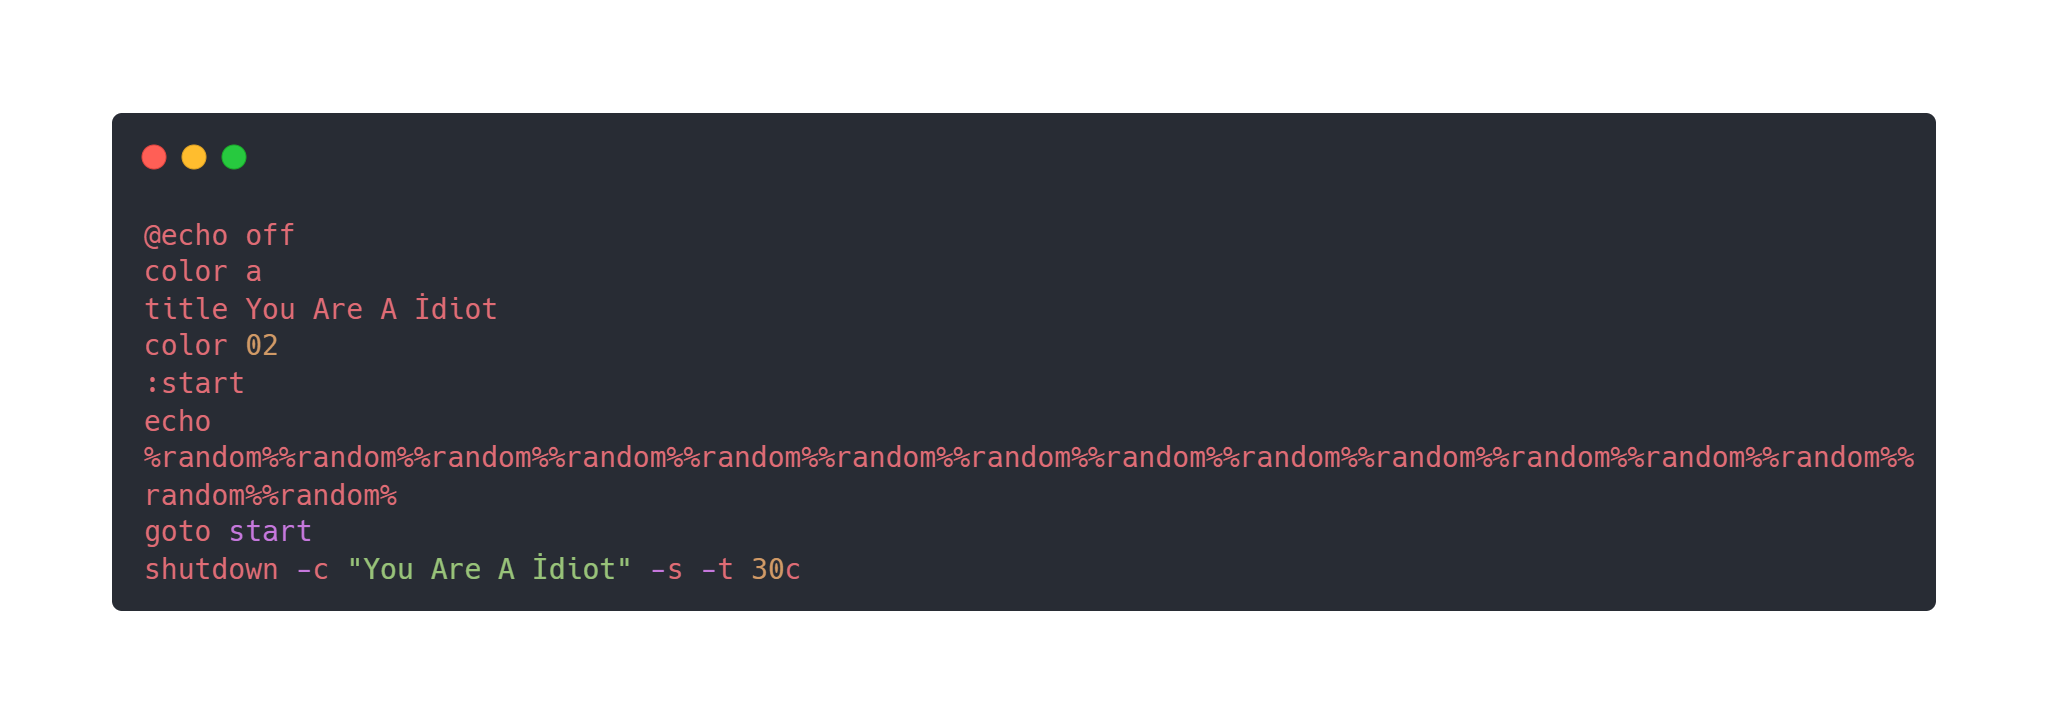 @echo off
color a
title You Are A İdiot
color 02
:start
echo
%random%%random%%random%%random%%random%%random%%random%%random%%random%%random%%random%%random%%random%%
random%%random%
goto start
shutdown -c "You Are A İdiot" -s -t 30c